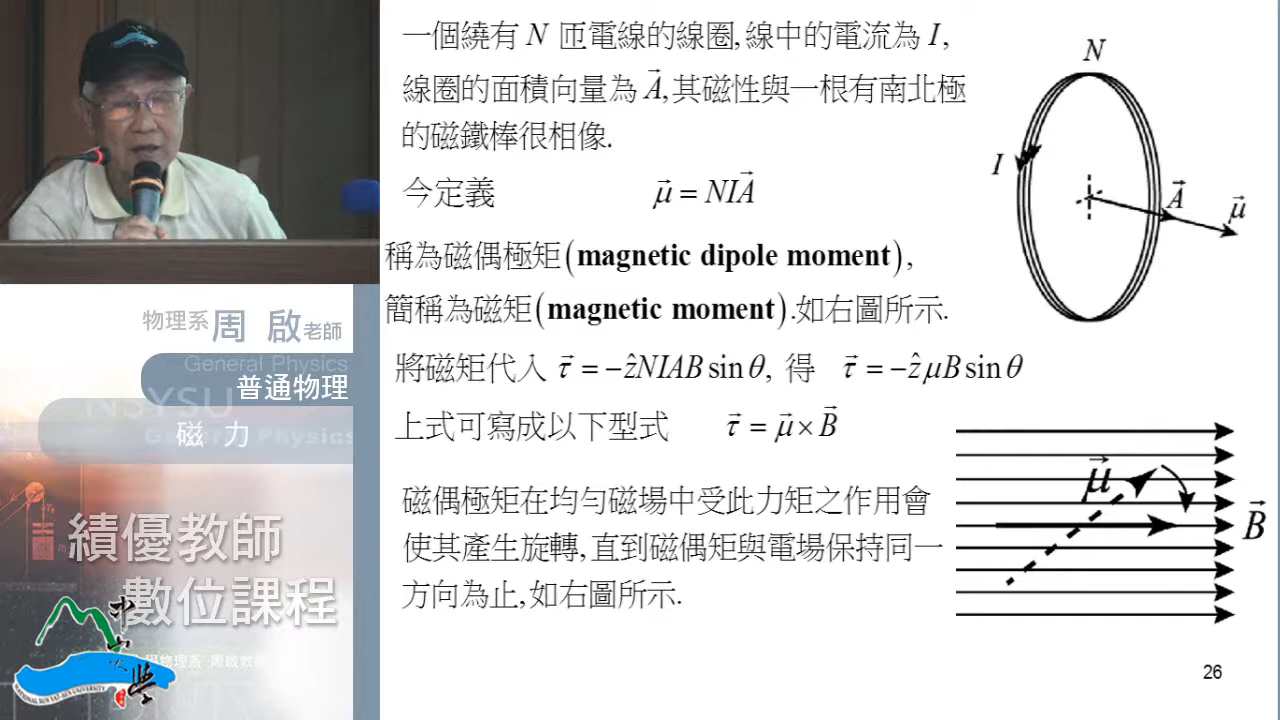 一個繞有 N 匝電線的線圈, 線中的電流為 I,
線圈的面積向量為 A⃗, 其磁性與一根有南北極
的磁鐵棒很相像.
今定義 μ⃗ = NIA⃗
稱為磁偶極矩(magnetic dipole moment),
簡稱為磁矩(magnetic moment).如右圖所示.
將磁矩代入 τ⃗ = −ẑNIAB sin θ, 得 τ⃗ = −ẑμB sin θ
上式可寫成以下型式 τ⃗ = μ⃗ × B⃗
磁偶極矩在均勻磁場中受此力矩之作用會
使其產生旋轉, 直到磁偶矩與電場保持同一
方向為止, 如右圖所示.
N
I
A⃗
μ⃗
μ⃗
B⃗
26
物理系 周 啟 老師
General Physics
普通物理
NSYSU
General Physics
磁 力
績優教師
數位課程
NATIONAL SUN YAT-SEN UNIVERSITY